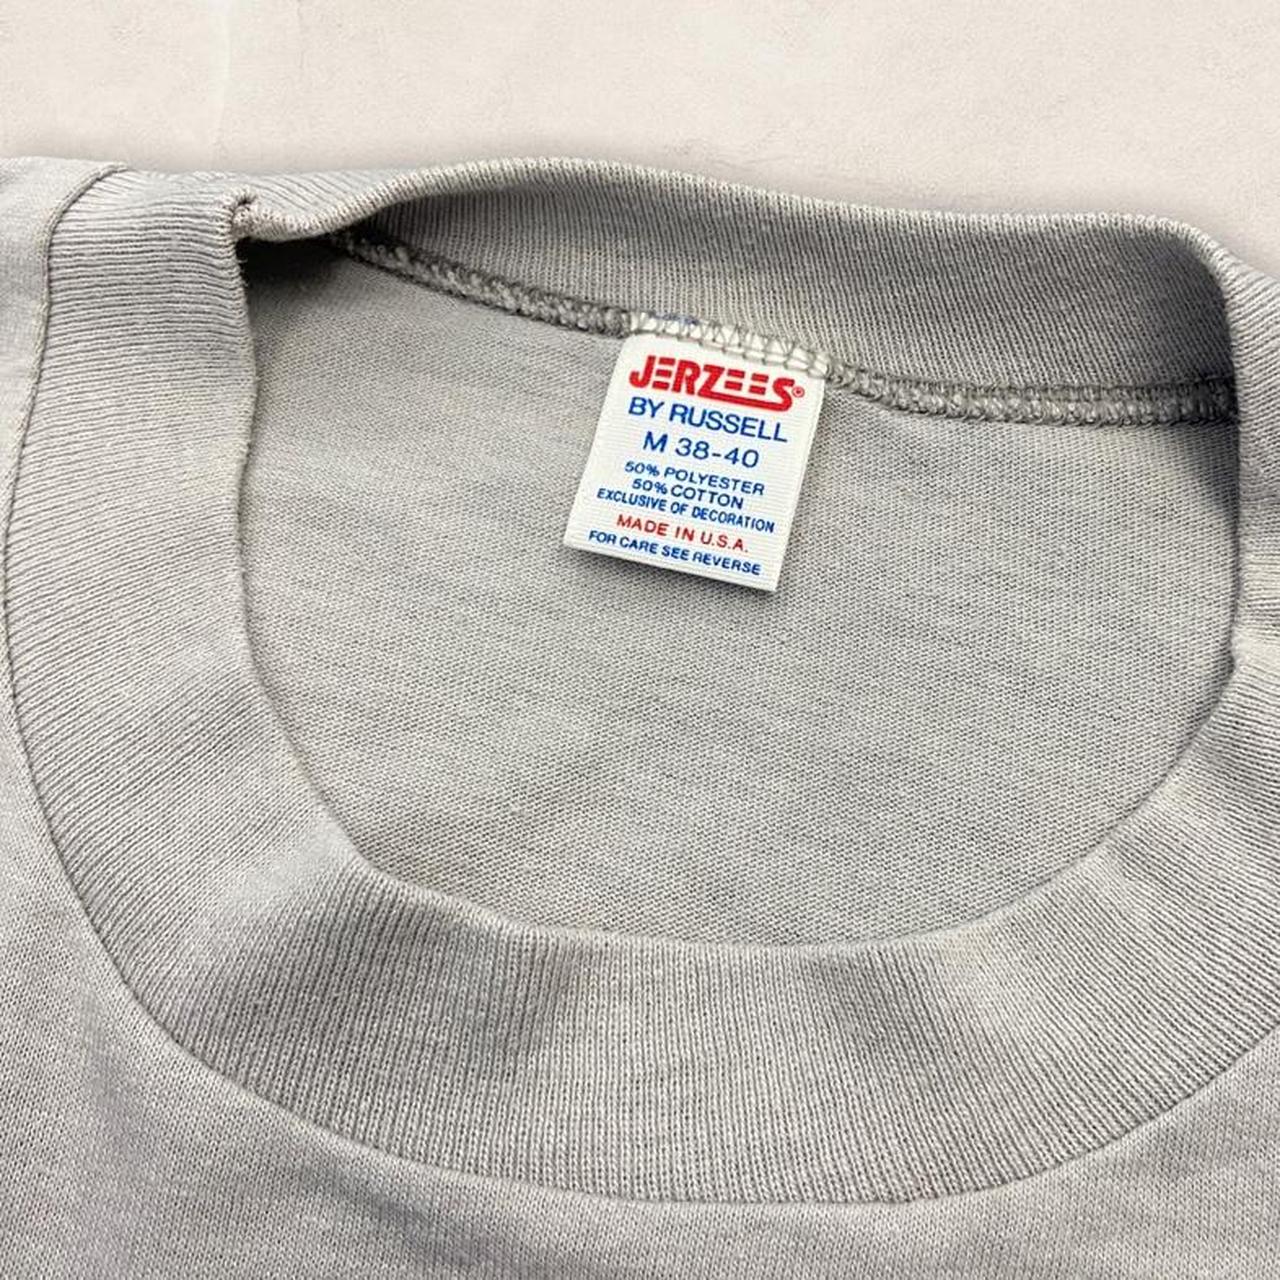 JERZEES®
BY RUSSELL
M 38-40
50% POLYESTER
50% COTTON
EXCLUSIVE OF DECORATION
MADE IN U.S.A.
FOR CARE SEE REVERSE